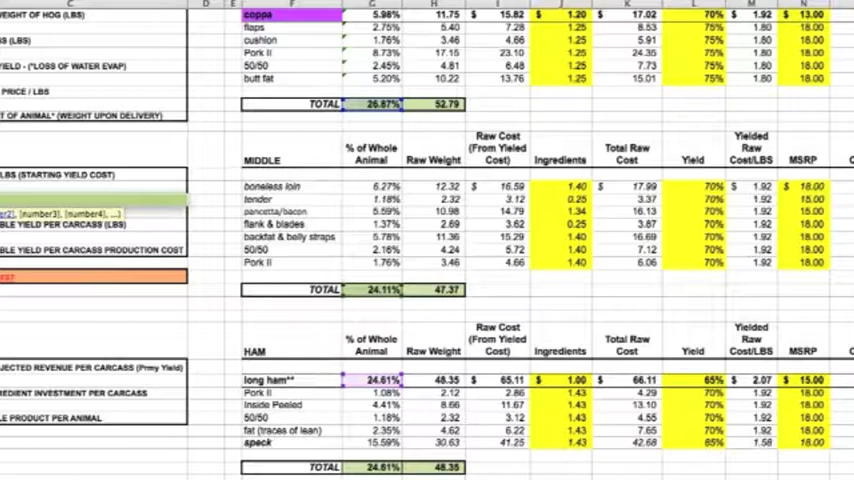 C D E F G H I J K L M N
WEIGHT OF HOG (LBS) coppa 5.98% 11.75 $ 15.82 $ 1.20 $ 17.02 70% $ 1.92 $ 13.00
flaps 2.75% 5.40 7.28 1.25 8.53 75% 1.80 18.00
S (LBS) cushion 1.76% 3.46 4.66 1.25 5.91 75% 1.80 18.00
Pork II 8.73% 17.15 23.10 1.25 24.35 75% 1.80 18.00
YIELD - (*LOSS OF WATER EVAP) 50/50 2.45% 4.81 6.48 1.25 7.73 75% 1.80 18.00
butt fat 5.20% 10.22 13.76 1.25 15.01 75% 1.80 18.00
PRICE / LBS
TOTAL 26.87% 52.79
T OF ANIMAL* (WEIGHT UPON DELIVERY)
MIDDLE % of Whole Animal Raw Weight Raw Cost (From Yieled Cost) Ingredients Total Raw Cost Yield Yielded Raw Cost/LBS MSRP
LBS (STARTING YIELD COST)
boneless loin 6.27% 12.32 $ 16.59 1.40 $ 17.99 70% $ 1.92 $ 18.00
tender 1.18% 2.32 3.12 0.25 3.37 70% 1.92 15.00
er2], [number3], [number4], ...) pancetta/bacon 5.59% 10.98 14.79 1.34 16.13 70% 1.92 15.00
BLE YIELD PER CARCASS (LBS) flank & blades 1.37% 2.69 3.62 0.25 3.87 70% 1.92 18.00
backfat & belly straps 5.78% 11.36 15.29 1.40 16.69 70% 1.92 18.00
BLE YIELD PER CARCASS PRODUCTION COST 50/50 2.16% 4.24 5.72 1.40 7.12 70% 1.92 18.00
Pork II 1.76% 3.46 4.66 1.40 6.06 70% 1.92 18.00
TOTAL 24.11% 47.37
HAM % of Whole Animal Raw Weight Raw Cost (From Yieled Cost) Ingredients Total Raw Cost Yield Yielded Raw Cost/LBS MSRP
OJECTED REVENUE PER CARCASS (Prmy Yield)
long ham** 24.61% 48.35 $ 65.11 $ 1.00 $ 66.11 65% $ 2.07 $ 15.00
REDIENT INVESTMENT PER CARCASS Pork II 1.08% 2.12 2.86 1.43 4.29 70% 1.92 18.00
Inside Peeled 4.41% 8.66 11.67 1.43 13.10 70% 1.92 18.00
LE PRODUCT PER ANIMAL 50/50 1.18% 2.32 3.12 1.43 4.55 70% 1.92 18.00
fat (traces of lean) 2.35% 4.62 6.22 1.43 7.65 70% 1.92 18.00
speck 15.59% 30.63 41.25 1.43 42.68 65% 1.58 18.00
TOTAL 24.61% 48.35